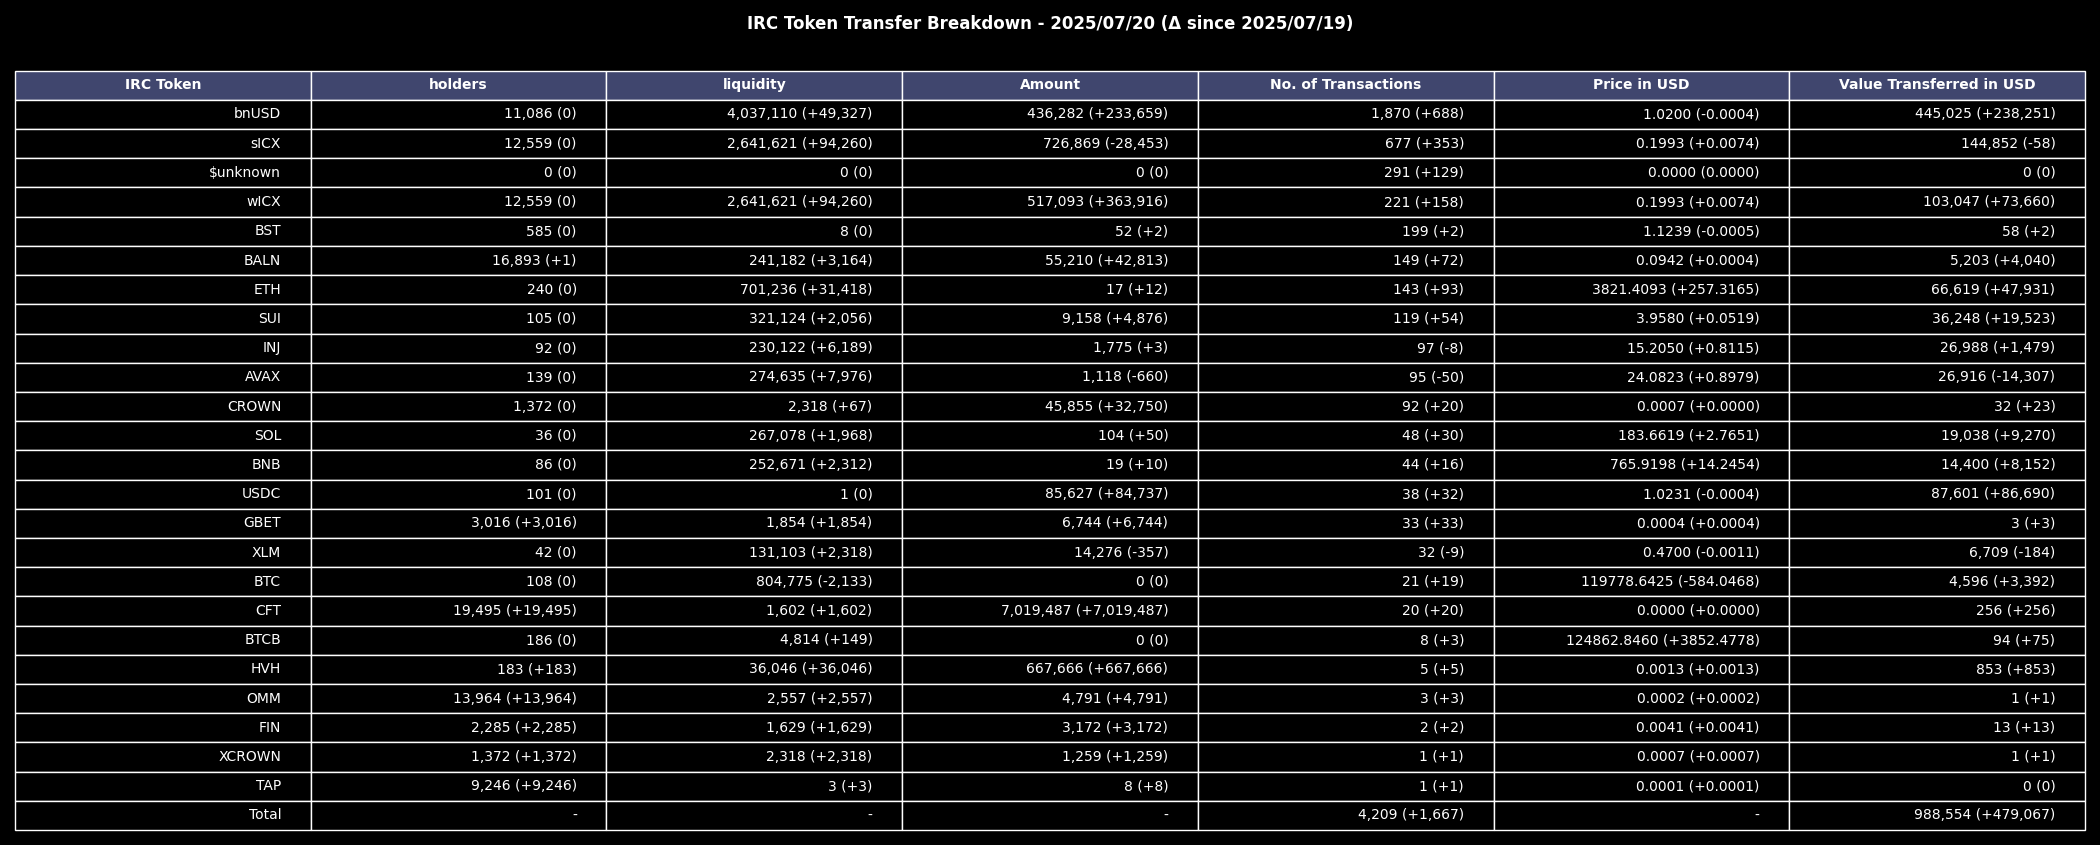 IRC Token Transfer Breakdown - 2025/07/20 (Δ since 2025/07/19)
IRC Token holders liquidity Amount No. of Transactions Price in USD Value Transferred in USD
bnUSD 11,086 (0) 4,037,110 (+49,327) 436,282 (+233,659) 1,870 (+688) 1.0200 (-0.0004) 445,025 (+238,251)
sICX 12,559 (0) 2,641,621 (+94,260) 726,869 (-28,453) 677 (+353) 0.1993 (+0.0074) 144,852 (-58)
$unknown 0 (0) 0 (0) 0 (0) 291 (+129) 0.0000 (0.0000) 0 (0)
wICX 12,559 (0) 2,641,621 (+94,260) 517,093 (+363,916) 221 (+158) 0.1993 (+0.0074) 103,047 (+73,660)
BST 585 (0) 8 (0) 52 (+2) 199 (+2) 1.1239 (-0.0005) 58 (+2)
BALN 16,893 (+1) 241,182 (+3,164) 55,210 (+42,813) 149 (+72) 0.0942 (+0.0004) 5,203 (+4,040)
ETH 240 (0) 701,236 (+31,418) 17 (+12) 143 (+93) 3821.4093 (+257.3165) 66,619 (+47,931)
SUI 105 (0) 321,124 (+2,056) 9,158 (+4,876) 119 (+54) 3.9580 (+0.0519) 36,248 (+19,523)
INJ 92 (0) 230,122 (+6,189) 1,775 (+3) 97 (-8) 15.2050 (+0.8115) 26,988 (+1,479)
AVAX 139 (0) 274,635 (+7,976) 1,118 (-660) 95 (-50) 24.0823 (+0.8979) 26,916 (-14,307)
CROWN 1,372 (0) 2,318 (+67) 45,855 (+32,750) 92 (+20) 0.0007 (+0.0000) 32 (+23)
SOL 36 (0) 267,078 (+1,968) 104 (+50) 48 (+30) 183.6619 (+2.7651) 19,038 (+9,270)
BNB 86 (0) 252,671 (+2,312) 19 (+10) 44 (+16) 765.9198 (+14.2454) 14,400 (+8,152)
USDC 101 (0) 1 (0) 85,627 (+84,737) 38 (+32) 1.0231 (-0.0004) 87,601 (+86,690)
GBET 3,016 (+3,016) 1,854 (+1,854) 6,744 (+6,744) 33 (+33) 0.0004 (+0.0004) 3 (+3)
XLM 42 (0) 131,103 (+2,318) 14,276 (-357) 32 (-9) 0.4700 (-0.0011) 6,709 (-184)
BTC 108 (0) 804,775 (-2,133) 0 (0) 21 (+19) 119778.6425 (-584.0468) 4,596 (+3,392)
CFT 19,495 (+19,495) 1,602 (+1,602) 7,019,487 (+7,019,487) 20 (+20) 0.0000 (+0.0000) 256 (+256)
BTCB 186 (0) 4,814 (+149) 0 (0) 8 (+3) 124862.8460 (+3852.4778) 94 (+75)
HVH 183 (+183) 36,046 (+36,046) 667,666 (+667,666) 5 (+5) 0.0013 (+0.0013) 853 (+853)
OMM 13,964 (+13,964) 2,557 (+2,557) 4,791 (+4,791) 3 (+3) 0.0002 (+0.0002) 1 (+1)
FIN 2,285 (+2,285) 1,629 (+1,629) 3,172 (+3,172) 2 (+2) 0.0041 (+0.0041) 13 (+13)
XCROWN 1,372 (+1,372) 2,318 (+2,318) 1,259 (+1,259) 1 (+1) 0.0007 (+0.0007) 1 (+1)
TAP 9,246 (+9,246) 3 (+3) 8 (+8) 1 (+1) 0.0001 (+0.0001) 0 (0)
Total - - - 4,209 (+1,667) - 988,554 (+479,067)